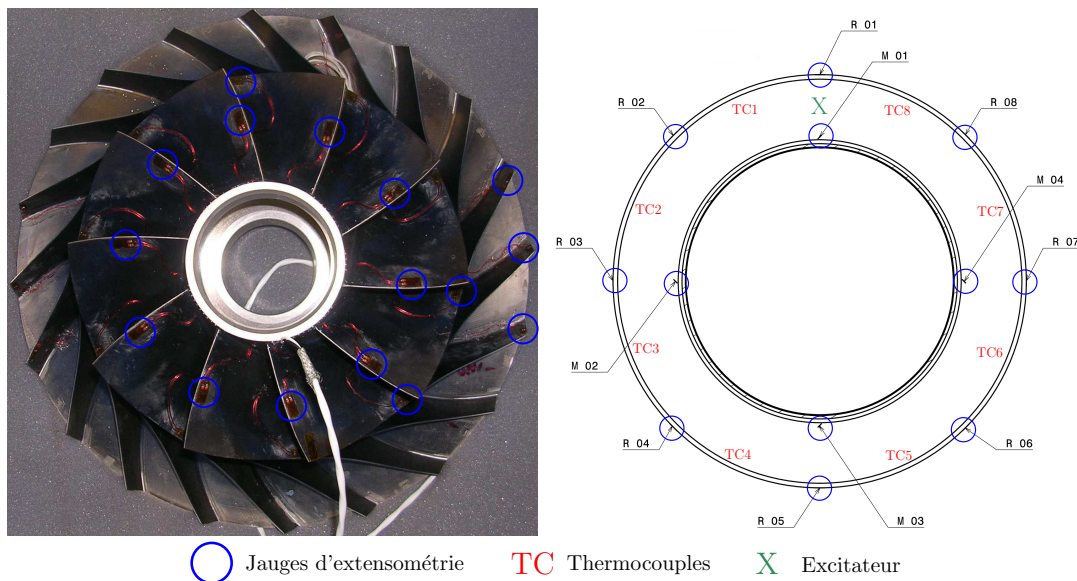 R 01
M 01
R 02
TC1
X
TC8
R 08
M 04
TC2
TC7
R 03
R 07
M 02
TC3
TC6
R 04
R 06
TC4
TC5
R 05
M 03
Jauges d'extensométrie
TC Thermocouples
X Excitateur